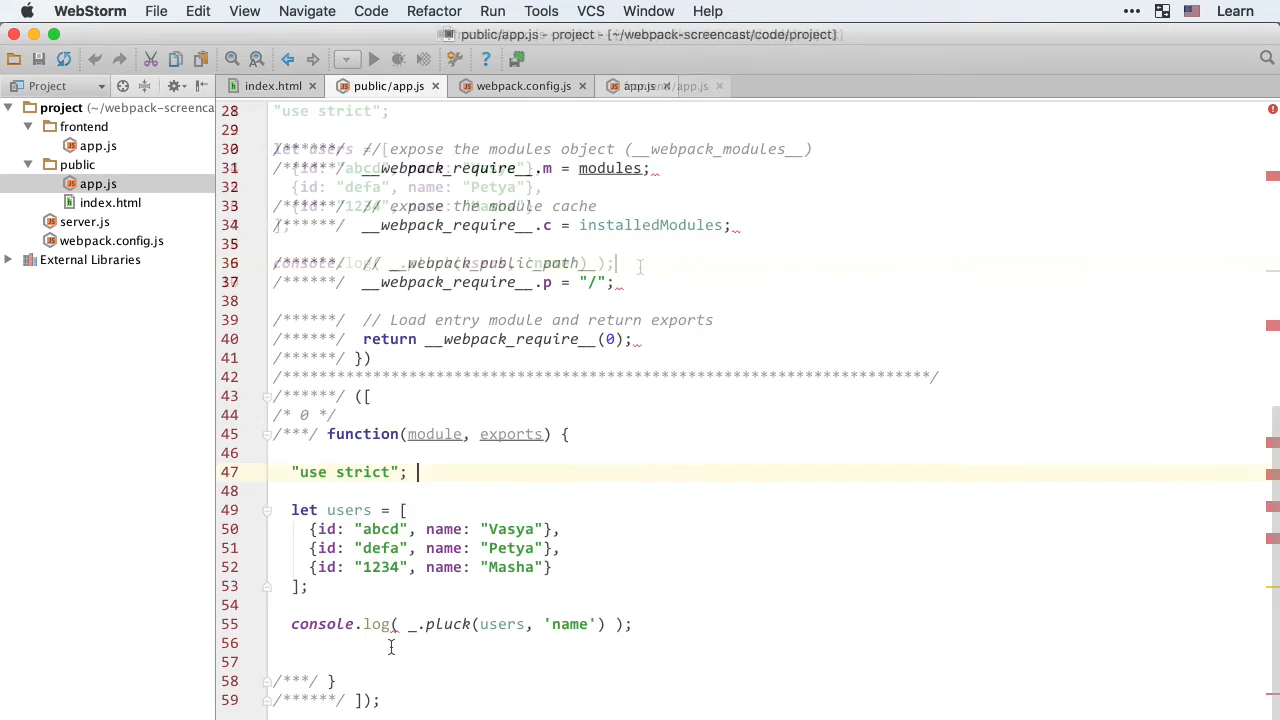 WebStorm File Edit View Navigate Code Refactor Run Tools VCS Window Help Learn
public/app.js – project – [~/webpack-screencast/code/project]
Project index.html public/app.js webpack.config.js app.js
project (~/webpack-screenca
frontend
app.js
public
app.js
index.html
server.js
webpack.config.js
External Libraries
28 "use strict";
29
30 /******/ // expose the modules object (__webpack_modules__)
31 /******/ __webpack_require__.m = modules;
32 {id: "defa", name: "Petya"},
33 /******/ // expose the module cache
34 /******/ __webpack_require__.c = installedModules;
35
36 /******/ // __webpack_public_path__
37 /******/ __webpack_require__.p = "/";
38
39 /******/ // Load entry module and return exports
40 /******/ return __webpack_require__(0);
41 /******/ })
42 /************************************************************************/
43 /******/ ([
44 /* 0 */
45 /***/ function(module, exports) {
46
47 "use strict";
48
49 let users = [
50 {id: "abcd", name: "Vasya"},
51 {id: "defa", name: "Petya"},
52 {id: "1234", name: "Masha"}
53 ];
54
55 console.log( _.pluck(users, 'name') );
56
57
58 /***/ }
59 /******/ ]);